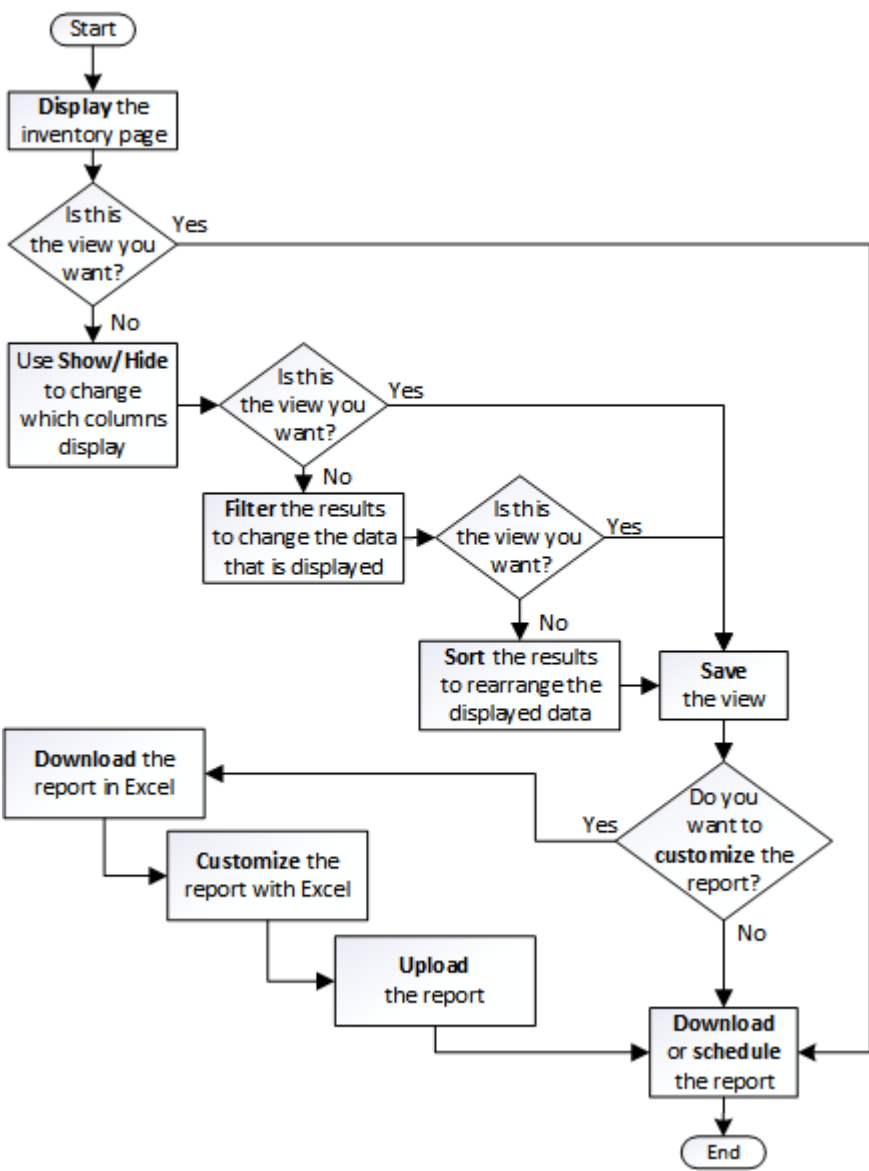 Start
Display the
inventory page
Is this
the view you
want?
Yes
No
Use Show/Hide
to change
which columns
display
Is this
the view you
want?
Yes
No
Filter the results
to change the data
that is displayed
Is this
the view you
want?
Yes
No
Sort the results
to rearrange the
displayed data
Save
the view
Do you
want to
customize the
report?
Yes
No
Download the
report in Excel
Customize the
report with Excel
Upload
the report
Download
or schedule
the report
End